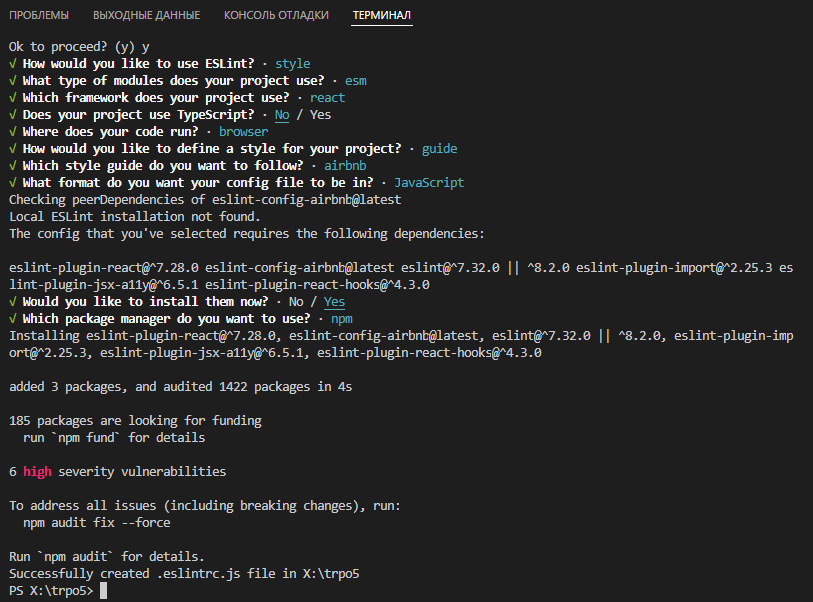 ПРОБЛЕМЫ ВЫХОДНЫЕ ДАННЫЕ КОНСОЛЬ ОТЛАДКИ ТЕРМИНАЛ
Ok to proceed? (y) y
√ How would you like to use ESLint? · style
√ What type of modules does your project use? · esm
√ Which framework does your project use? · react
√ Does your project use TypeScript? · No / Yes
√ Where does your code run? · browser
√ How would you like to define a style for your project? · guide
√ Which style guide do you want to follow? · airbnb
√ What format do you want your config file to be in? · JavaScript
Checking peerDependencies of eslint-config-airbnb@latest
Local ESLint installation not found.
The config that you've selected requires the following dependencies:
eslint-plugin-react@^7.28.0 eslint-config-airbnb@latest eslint@^7.32.0 || ^8.2.0 eslint-plugin-import@^2.25.3 es
lint-plugin-jsx-a11y@^6.5.1 eslint-plugin-react-hooks@^4.3.0
√ Would you like to install them now? · No / Yes
√ Which package manager do you want to use? · npm
Installing eslint-plugin-react@^7.28.0, eslint-config-airbnb@latest, eslint@^7.32.0 || ^8.2.0, eslint-plugin-imp
ort@^2.25.3, eslint-plugin-jsx-a11y@^6.5.1, eslint-plugin-react-hooks@^4.3.0
added 3 packages, and audited 1422 packages in 4s
185 packages are looking for funding
run `npm fund` for details
6 high severity vulnerabilities
To address all issues (including breaking changes), run:
npm audit fix --force
Run `npm audit` for details.
Successfully created .eslintrc.js file in X:\trpo5
PS X:\trpo5>